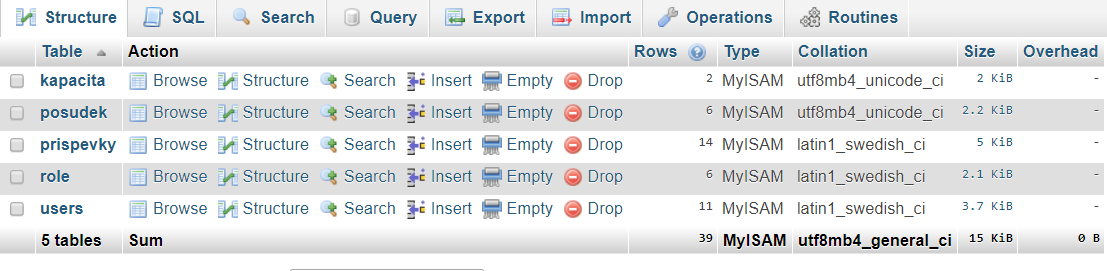 Structure SQL Search Query Export Import Operations Routines
Table Action Rows Type Collation Size Overhead
kapacita Browse Structure Search Insert Empty Drop 2 MyISAM utf8mb4_unicode_ci 2 KiB -
posudek Browse Structure Search Insert Empty Drop 6 MyISAM utf8mb4_unicode_ci 2.2 KiB -
prispevky Browse Structure Search Insert Empty Drop 14 MyISAM latin1_swedish_ci 5 KiB -
role Browse Structure Search Insert Empty Drop 6 MyISAM latin1_swedish_ci 2.1 KiB -
users Browse Structure Search Insert Empty Drop 11 MyISAM latin1_swedish_ci 3.7 KiB -
5 tables Sum 39 MyISAM utf8mb4_general_ci 15 KiB 0 B